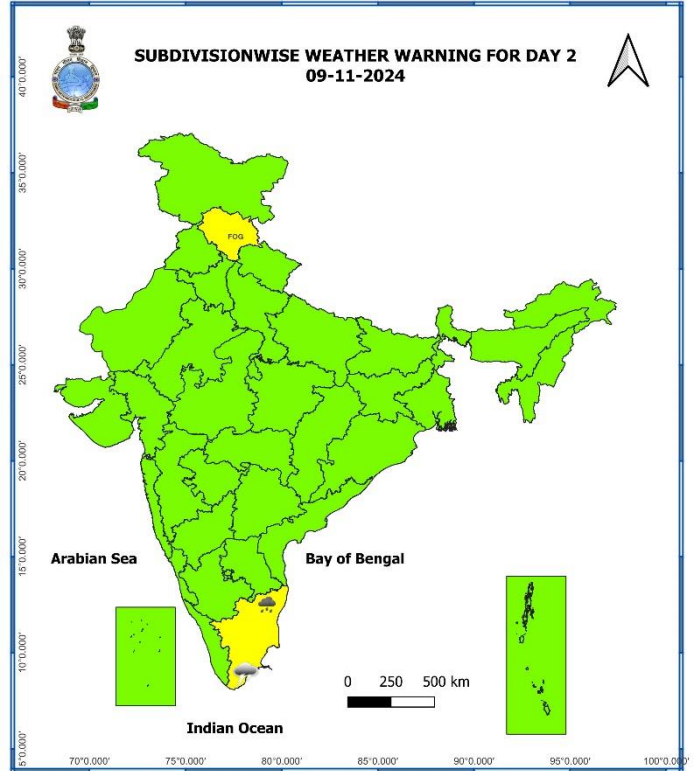 SUBDIVISIONWISE WEATHER WARNING FOR DAY 2
09-11-2024
40°0.000'
35°0.000'
FOG
30°0.000'
25°0.000'
20°0.000'
15°0.000'
Arabian Sea
Bay of Bengal
10°0.000'
0 250 500 km
Indian Ocean
5°0.000'
70°0.000' 75°0.000' 80°0.000' 85°0.000' 90°0.000' 95°0.000' 100°0.000'